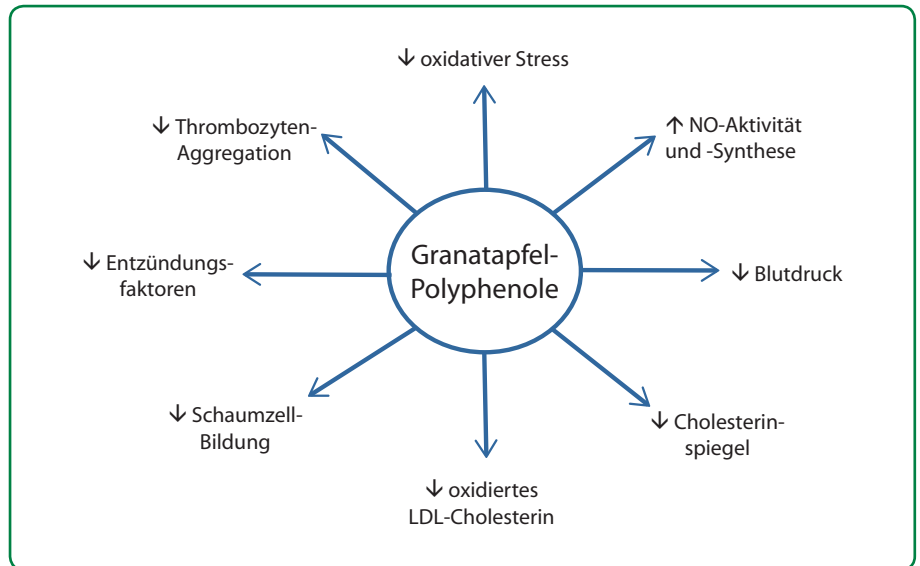 ↓ oxidativer Stress
↓ Thrombozyten-
Aggregation
↑ NO-Aktivität
und -Synthese
↓ Entzündungs-
faktoren
Granatapfel-
Polyphenole
↓ Blutdruck
↓ Schaumzell-
Bildung
↓ Cholesterin-
spiegel
↓ oxidiertes
LDL-Cholesterin